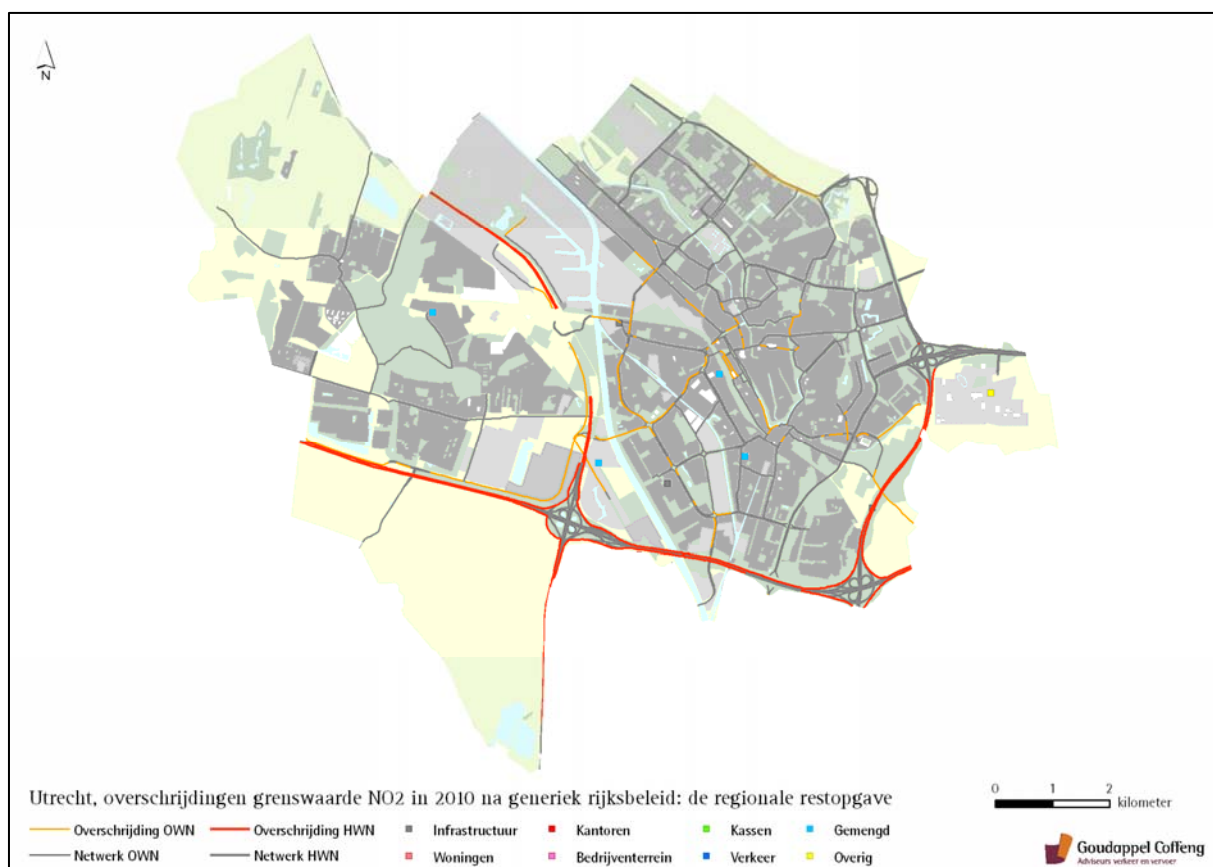 N
Utrecht, overschrijdingen grenswaarde NO2 in 2010 na generiek rijksbeleid: de regionale restopgave
0 1 2
kilometer
Overschrijding OWN Overschrijding HWN Infrastructuur Kantoren Kassen Gemengd
Netwerk OWN Netwerk HWN Woningen Bedrijventerrein Verkeer Overig
Goudappel Coffeng
Adviseurs verkeer en vervoer